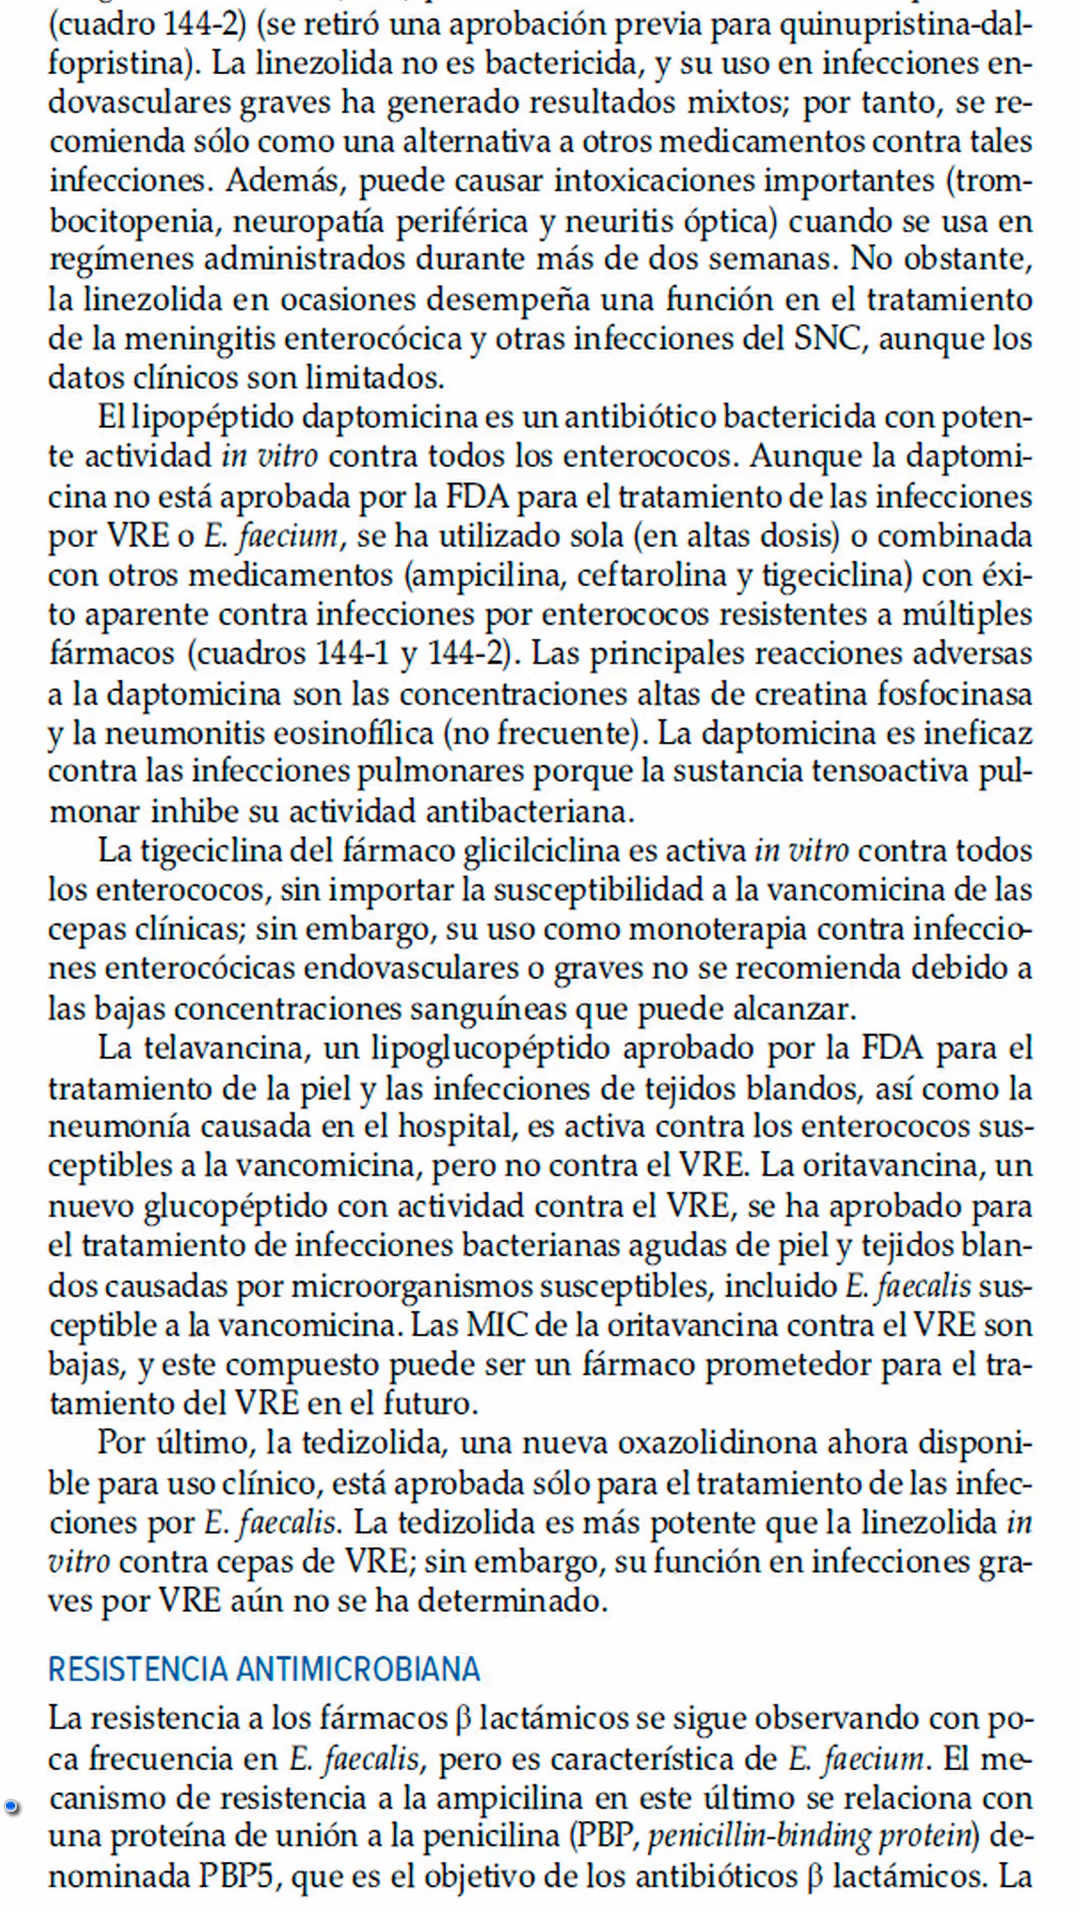 (cuadro 144-2) (se retiró una aprobación previa para quinupristina-dal-
fopristina). La linezolida no es bactericida, y su uso en infecciones en-
dovasculares graves ha generado resultados mixtos; por tanto, se re-
comienda sólo como una alternativa a otros medicamentos contra tales
infecciones. Además, puede causar intoxicaciones importantes (trom-
bocitopenia, neuropatía periférica y neuritis óptica) cuando se usa en
regímenes administrados durante más de dos semanas. No obstante,
la linezolida en ocasiones desempeña una función en el tratamiento
de la meningitis enterocócica y otras infecciones del SNC, aunque los
datos clínicos son limitados.
El lipopéptido daptomicina es un antibiótico bactericida con poten-
te actividad in vitro contra todos los enterococos. Aunque la daptomi-
cina no está aprobada por la FDA para el tratamiento de las infecciones
por VRE o E. faecium, se ha utilizado sola (en altas dosis) o combinada
con otros medicamentos (ampicilina, ceftarolina y tigeciclina) con éxi-
to aparente contra infecciones por enterococos resistentes a múltiples
fármacos (cuadros 144-1 y 144-2). Las principales reacciones adversas
a la daptomicina son las concentraciones altas de creatina fosfocinasa
y la neumonitis eosinofílica (no frecuente). La daptomicina es ineficaz
contra las infecciones pulmonares porque la sustancia tensoactiva pul-
monar inhibe su actividad antibacteriana.
La tigeciclina del fármaco glicilciclina es activa in vitro contra todos
los enterococos, sin importar la susceptibilidad a la vancomicina de las
cepas clínicas; sin embargo, su uso como monoterapia contra infeccio-
nes enterocócicas endovasculares o graves no se recomienda debido a
las bajas concentraciones sanguíneas que puede alcanzar.
La telavancina, un lipoglucopéptido aprobado por la FDA para el
tratamiento de la piel y las infecciones de tejidos blandos, así como la
neumonía causada en el hospital, es activa contra los enterococos sus-
ceptibles a la vancomicina, pero no contra el VRE. La oritavancina, un
nuevo glucopéptido con actividad contra el VRE, se ha aprobado para
el tratamiento de infecciones bacterianas agudas de piel y tejidos blan-
dos causadas por microorganismos susceptibles, incluido E. faecalis sus-
ceptible a la vancomicina. Las MIC de la oritavancina contra el VRE son
bajas, y este compuesto puede ser un fármaco prometedor para el tra-
tamiento del VRE en el futuro.
Por último, la tedizolida, una nueva oxazolidinona ahora disponi-
ble para uso clínico, está aprobada sólo para el tratamiento de las infec-
ciones por E. faecalis. La tedizolida es más potente que la linezolida in
vitro contra cepas de VRE; sin embargo, su función en infecciones gra-
ves por VRE aún no se ha determinado.
RESISTENCIA ANTIMICROBIANA
La resistencia a los fármacos β lactámicos se sigue observando con po-
ca frecuencia en E. faecalis, pero es característica de E. faecium. El me-
canismo de resistencia a la ampicilina en este último se relaciona con
una proteína de unión a la penicilina (PBP, penicillin-binding protein) de-
nominada PBP5, que es el objetivo de los antibióticos β lactámicos. La